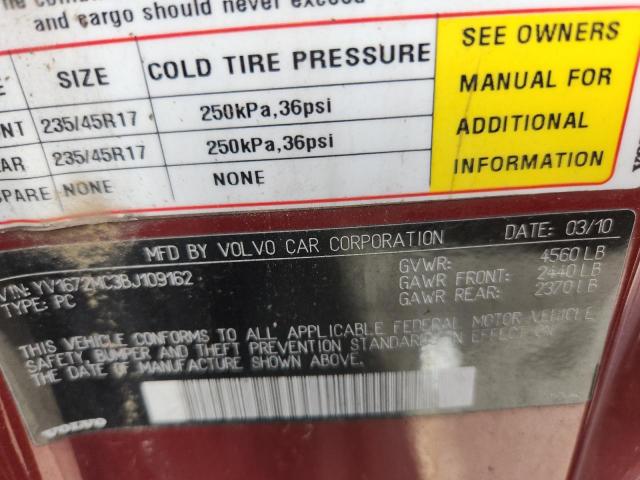 and cargo should never exceed
SIZE COLD TIRE PRESSURE
235/45R17 250kPa,36psi
235/45R17 250kPa,36psi
SPARE NONE NONE
SEE OWNERS
MANUAL FOR
ADDITIONAL
INFORMATION
MFD BY VOLVO CAR CORPORATION DATE: 03/10
VIN: YV1672MC3BJ109162 GVWR: 4560 LB
TYPE: PC GAWR FRONT: 2440 LB
GAWR REAR: 2370 LB
THIS VEHICLE CONFORMS TO ALL APPLICABLE FEDERAL MOTOR VEHICLE
SAFETY, BUMPER AND THEFT PREVENTION STANDARDS IN EFFECT ON
THE DATE OF MANUFACTURE SHOWN ABOVE.
VOLVO